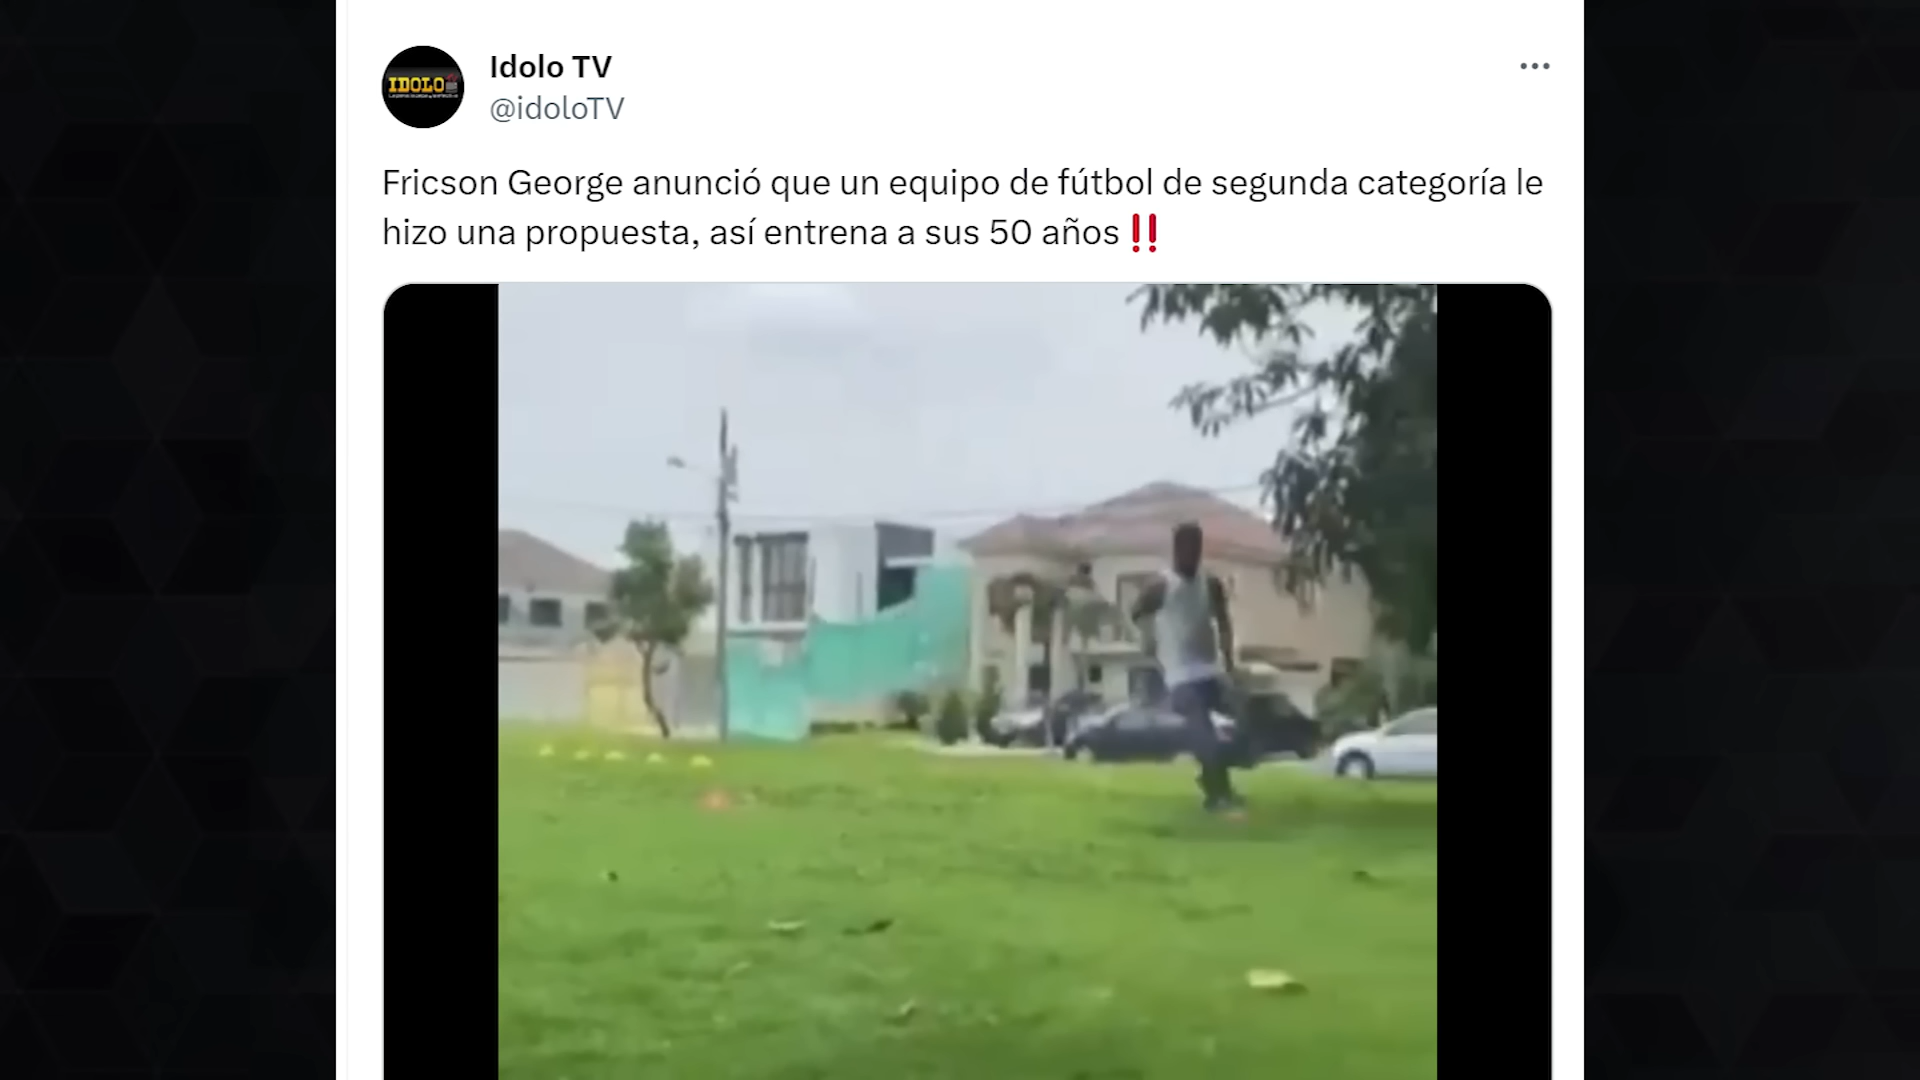 Idolo TV
@idoloTV
IDOLO
Fricson George anunció que un equipo de fútbol de segunda categoría le
hizo una propuesta, así entrena a sus 50 años‼️